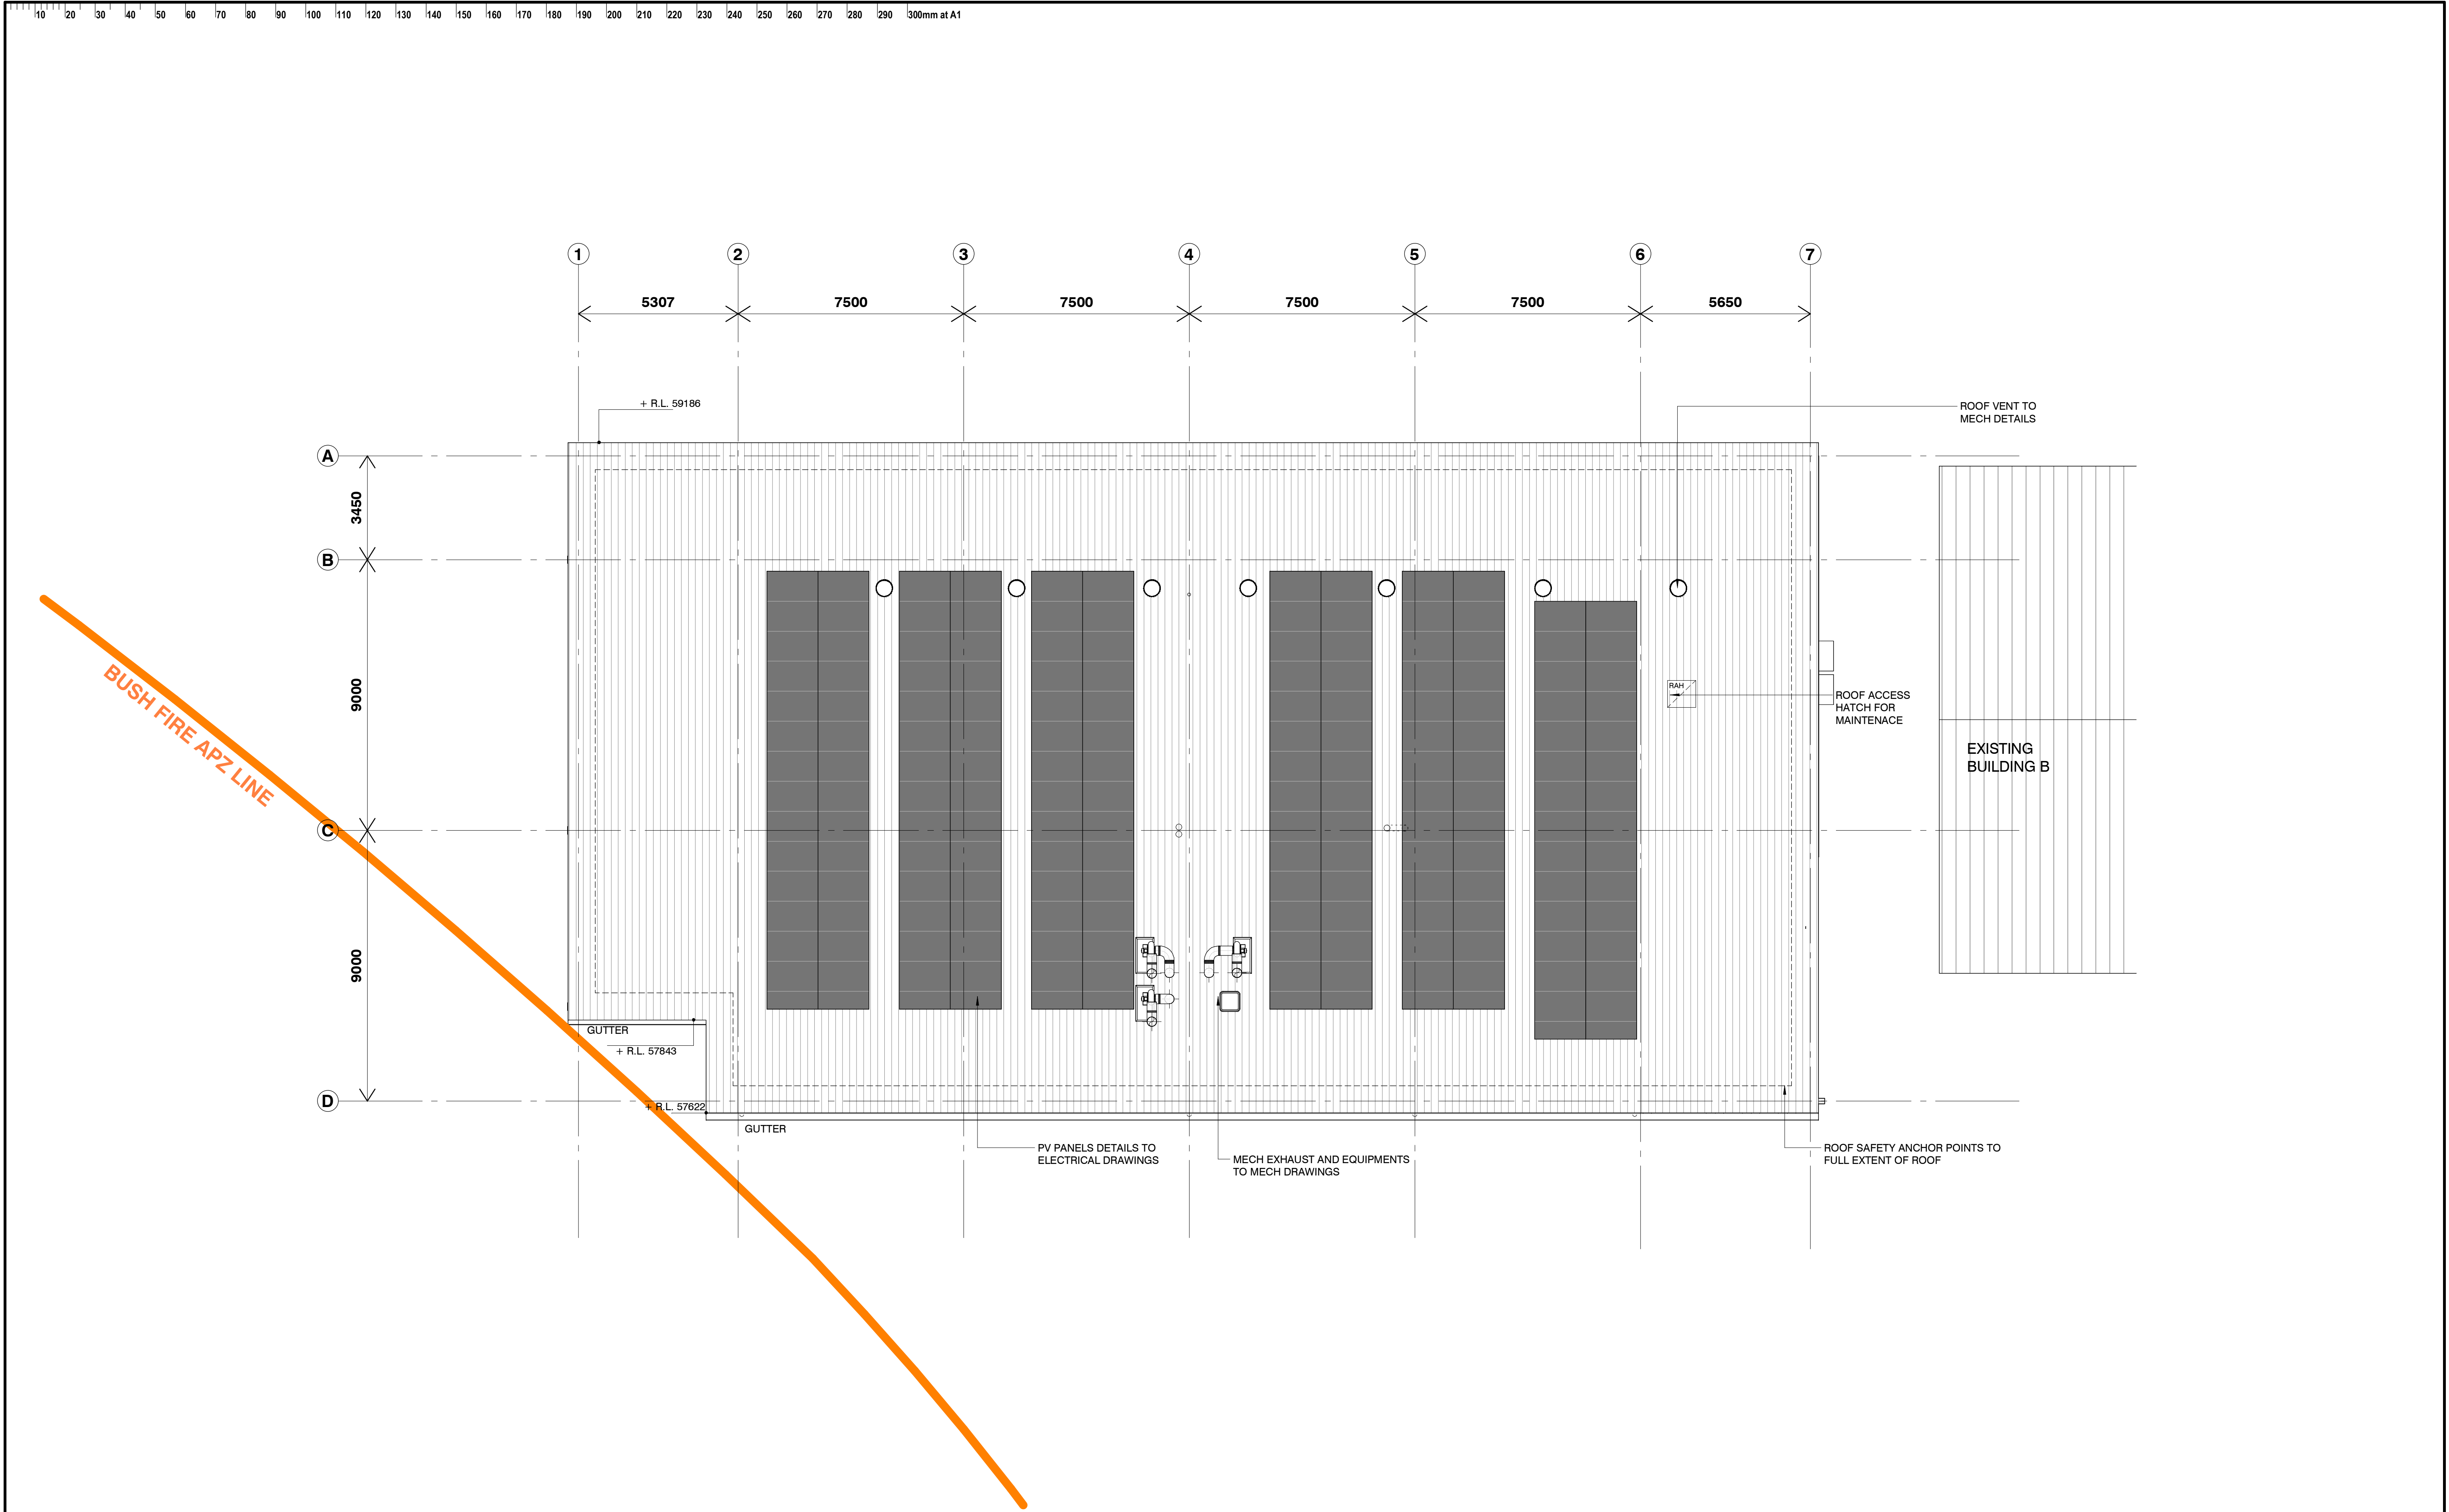 10 20 30 40 50 60 70 80 90 100 110 120 130 140 150 160 170 180 190 200 210 220 230 240 250 260 270 280 290 300mm at A1
1 2 3 4 5 6 7
5307 7500 7500 7500 7500 5650
+ R.L. 59186
ROOF VENT TO
MECH DETAILS
A
3450
B
9000
C
9000
D
BUSH FIRE APZ LINE
RAH
ROOF ACCESS
HATCH FOR
MAINTENACE
EXISTING
BUILDING B
GUTTER
+ R.L. 57843
+ R.L. 57622
GUTTER
PV PANELS DETAILS TO
ELECTRICAL DRAWINGS
MECH EXHAUST AND EQUIPMENTS
TO MECH DRAWINGS
ROOF SAFETY ANCHOR POINTS TO
FULL EXTENT OF ROOF